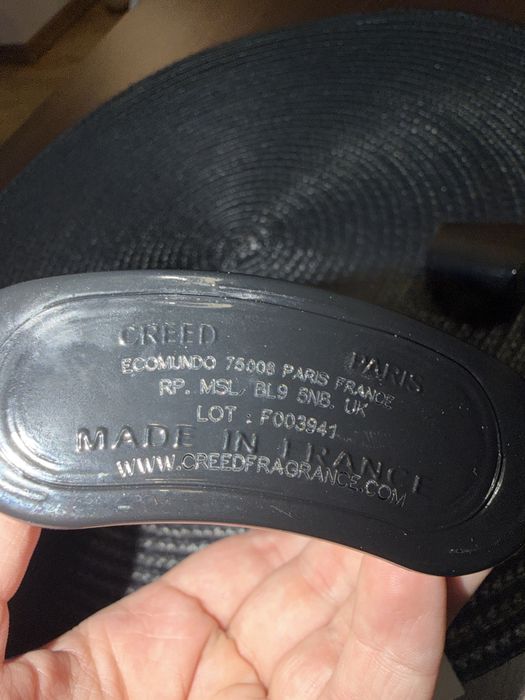 CREED PARIS
ECOMUNDO 75008 PARIS FRANCE
RP. MSL, BL9 5NB. UK
LOT : F003941
MADE IN FRANCE
WWW.CREEDFRAGRANCE.COM